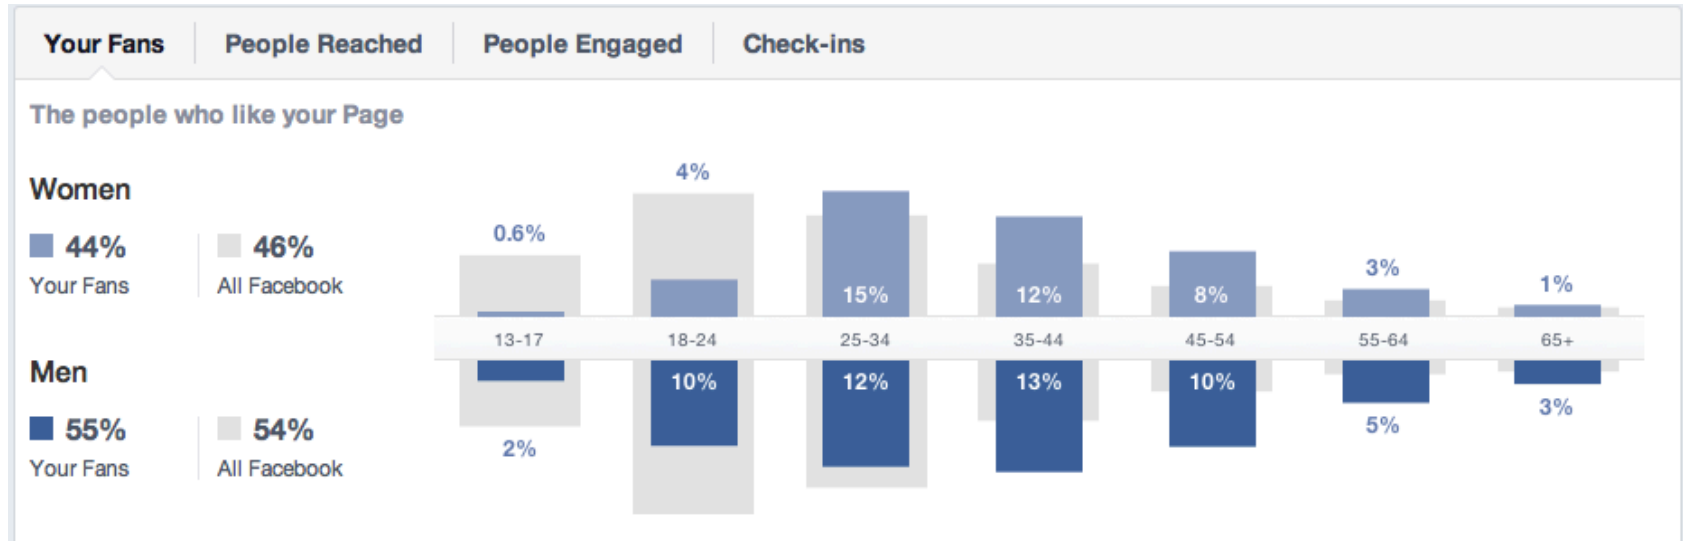 Your Fans People Reached People Engaged Check-ins
The people who like your Page
Women
44% 46%
Your Fans All Facebook
Men
55% 54%
Your Fans All Facebook
0.6% 4% 15% 12% 8% 3% 1%
13-17 18-24 25-34 35-44 45-54 55-64 65+
2% 10% 12% 13% 10% 5% 3%